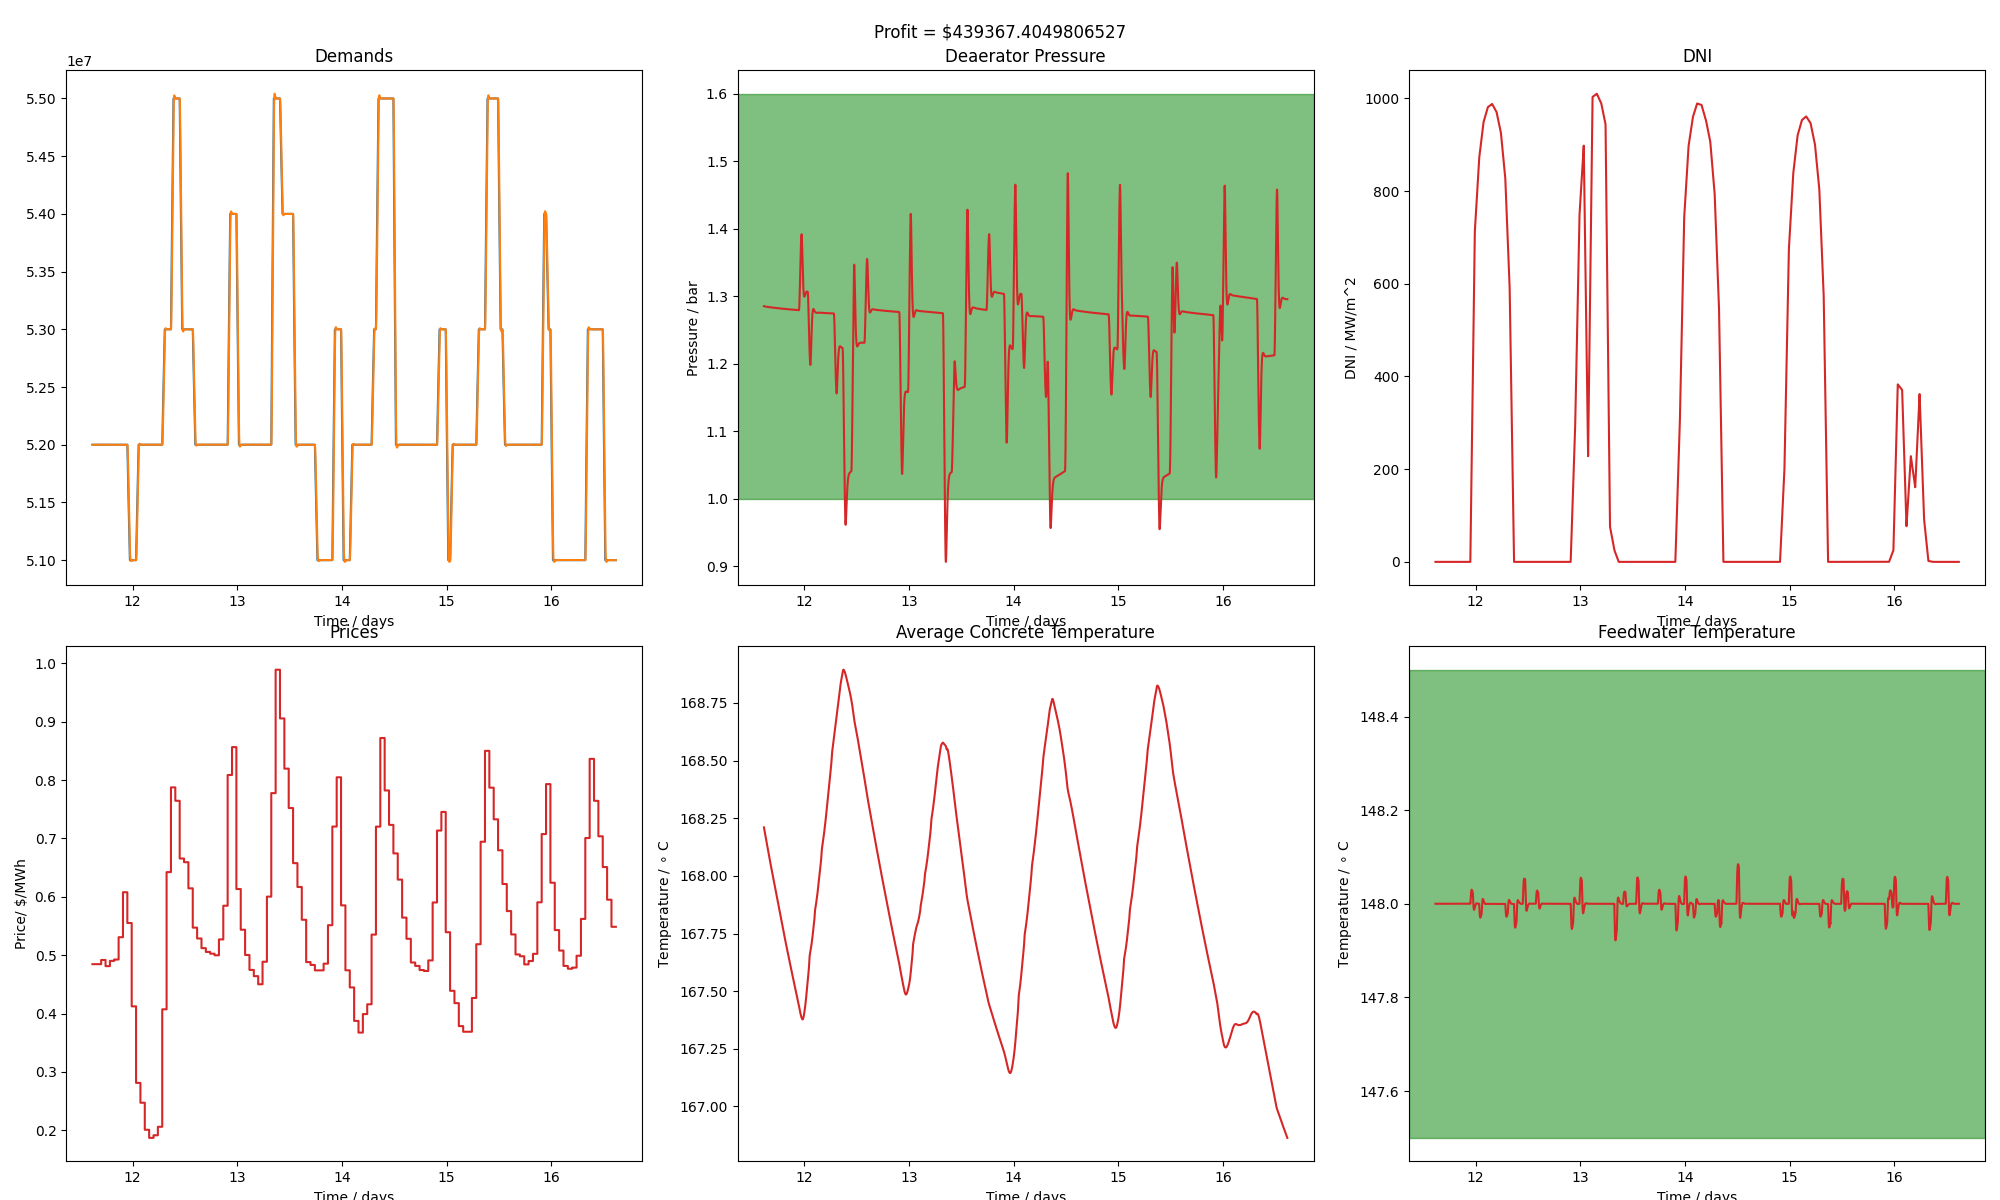 Profit = $439367.4049806527
Demands
1e7
5.50
5.45
5.40
5.35
5.30
5.25
5.20
5.15
5.10
12 13 14 15 16
Time / days
Deaerator Pressure
Pressure / bar
1.6
1.5
1.4
1.3
1.2
1.1
1.0
0.9
12 13 14 15 16
Time / days
DNI
DNI / MW/m^2
1000
800
600
400
200
0
12 13 14 15 16
Time / days
Prices
Price/ $/MWh
1.0
0.9
0.8
0.7
0.6
0.5
0.4
0.3
0.2
12 13 14 15 16
Time / days
Average Concrete Temperature
Temperature / ∘ C
168.75
168.50
168.25
168.00
167.75
167.50
167.25
167.00
12 13 14 15 16
Time / days
Feedwater Temperature
Temperature / ∘ C
148.4
148.2
148.0
147.8
147.6
12 13 14 15 16
Time / days